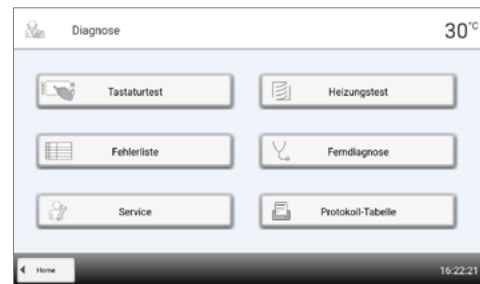 Diagnose
30°C
Tastaturtest
Heizungstest
Fehlerliste
Ferndiagnose
Service
Protokoll-Tabelle
Home
16:22:21